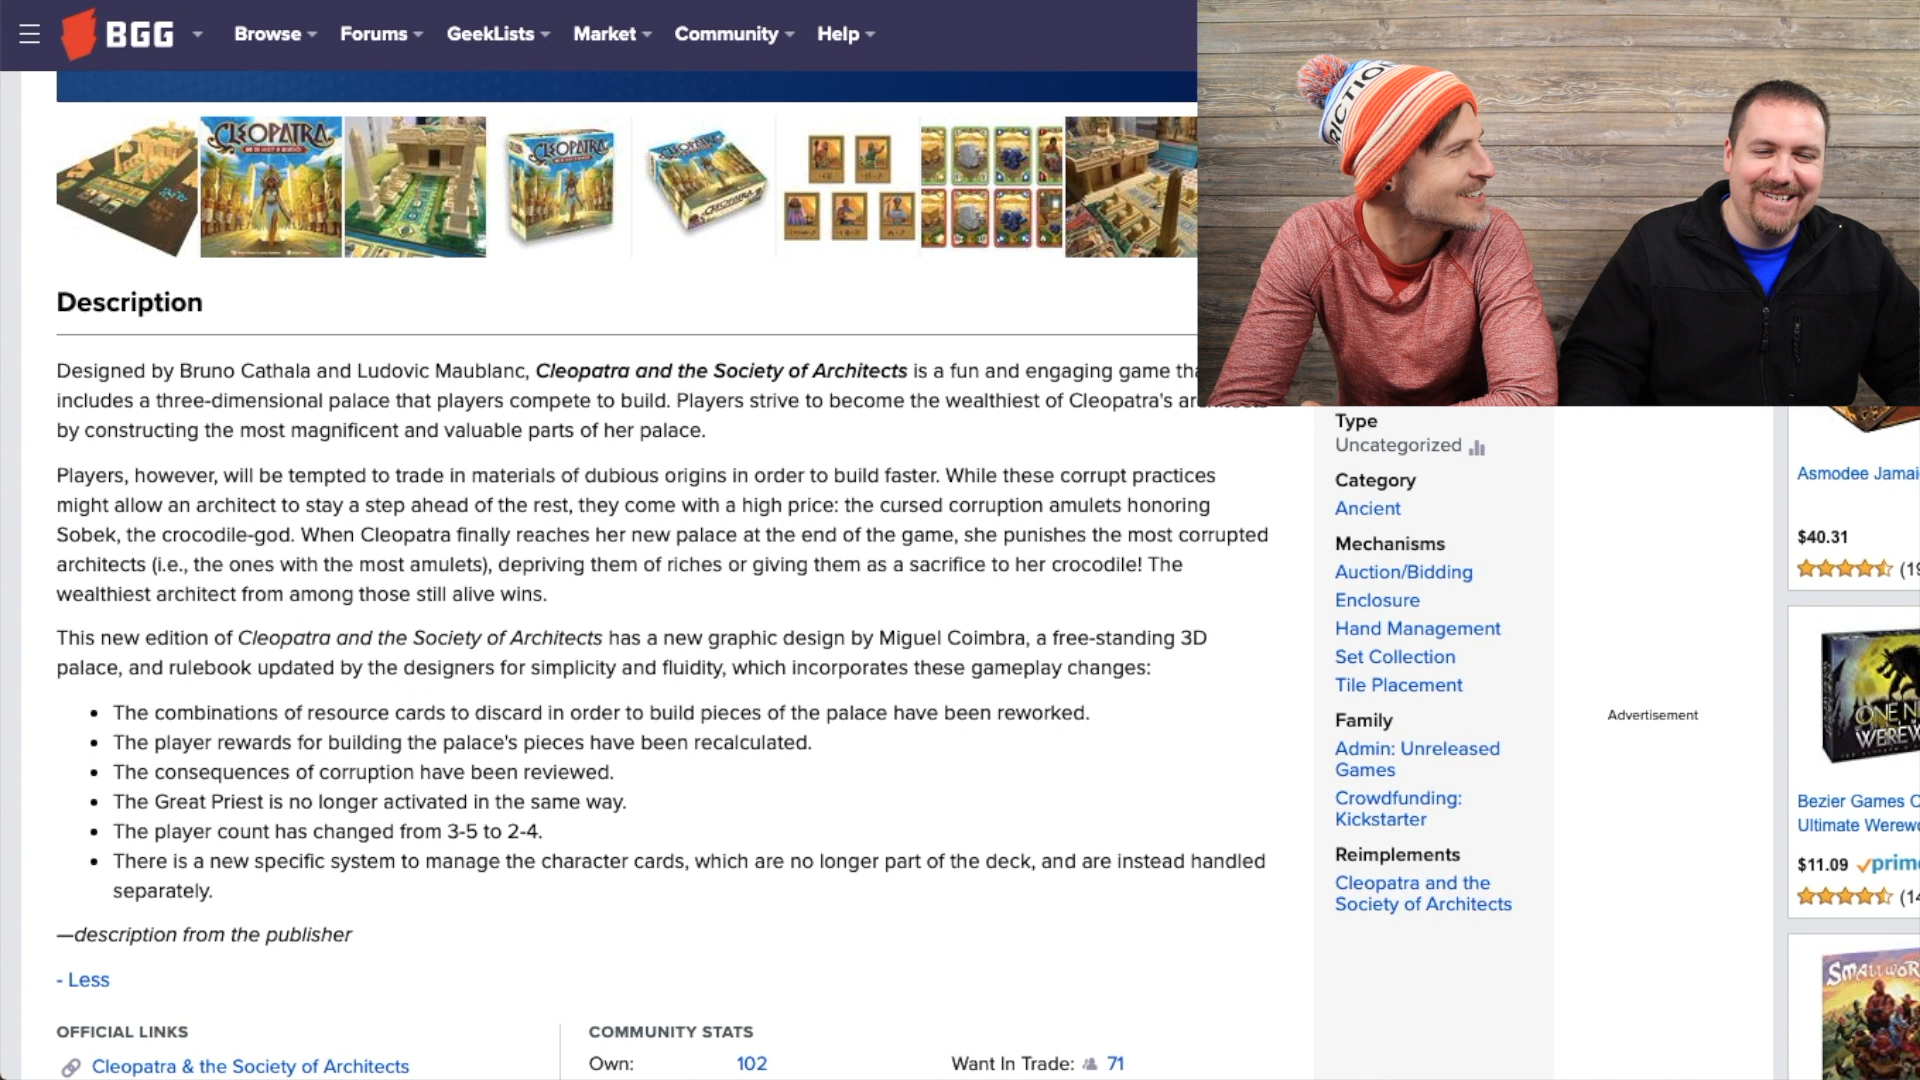 BGG
Browse Forums GeekLists Market Community Help
RICTIO
CLEOPATRA
CLEOPATRA
CLEOPATRA
CLEOPATRA
Description
Designed by Bruno Cathala and Ludovic Maublanc, Cleopatra and the Society of Architects is a fun and engaging game tha
includes a three-dimensional palace that players compete to build. Players strive to become the wealthiest of Cleopatra's
by constructing the most magnificent and valuable parts of her palace.
Players, however, will be tempted to trade in materials of dubious origins in order to build faster. While these corrupt practices
might allow an architect to stay a step ahead of the rest, they come with a high price: the cursed corruption amulets honoring
Sobek, the crocodile-god. When Cleopatra finally reaches her new palace at the end of the game, she punishes the most corrupted
architects (i.e., the ones with the most amulets), depriving them of riches or giving them as a sacrifice to her crocodile! The
wealthiest architect from among those still alive wins.
This new edition of Cleopatra and the Society of Architects has a new graphic design by Miguel Coimbra, a free-standing 3D
palace, and rulebook updated by the designers for simplicity and fluidity, which incorporates these gameplay changes:
• The combinations of resource cards to discard in order to build pieces of the palace have been reworked.
• The player rewards for building the palace's pieces have been recalculated.
• The consequences of corruption have been reviewed.
• The Great Priest is no longer activated in the same way.
• The player count has changed from 3-5 to 2-4.
• There is a new specific system to manage the character cards, which are no longer part of the deck, and are instead handled
separately.
—description from the publisher
- Less
OFFICIAL LINKS
Cleopatra & the Society of Architects
COMMUNITY STATS
Own: 102
Want In Trade: 71
Type
Uncategorized
Category
Ancient
Mechanisms
Auction/Bidding
Enclosure
Hand Management
Set Collection
Tile Placement
Family
Admin: Unreleased
Games
Crowdfunding:
Kickstarter
Reimplements
Cleopatra and the
Society of Architects
Advertisement
Asmodee Jamai
$40.31
(19
ONE N
WEREW
Bezier Games O
Ultimate Werewo
$11.09 prime
(14
SMALLWOR